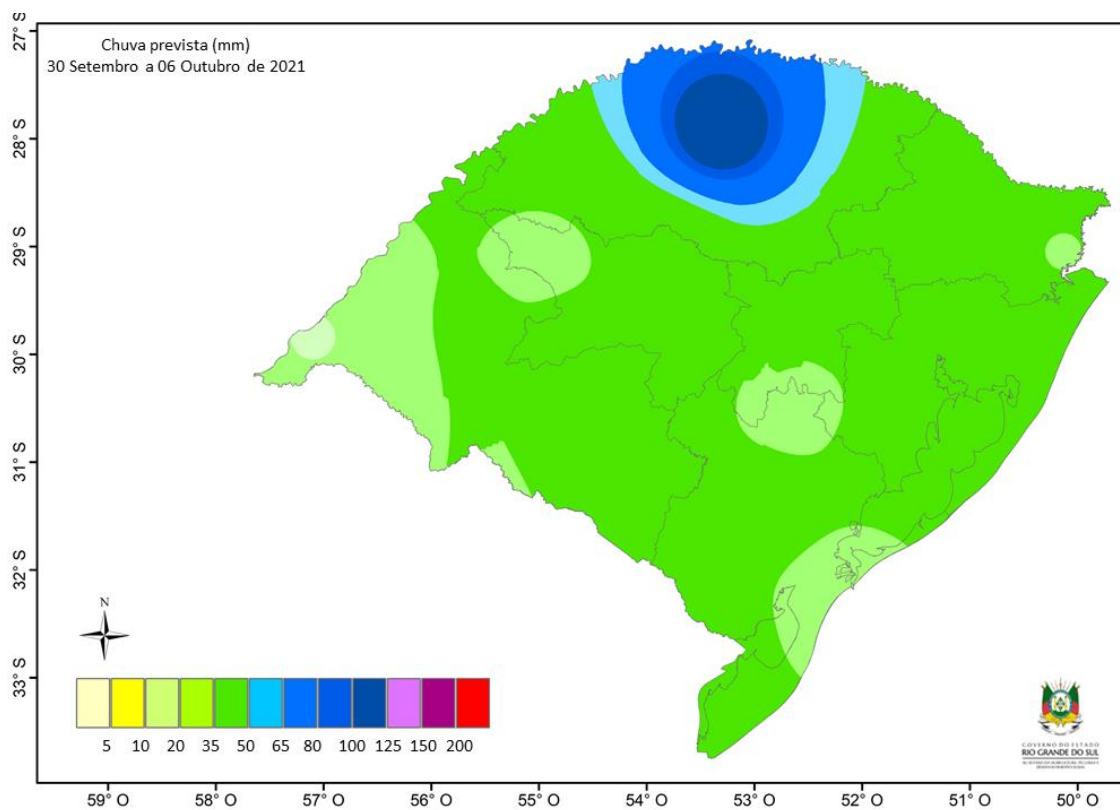 Chuva prevista (mm)
30 Setembro a 06 Outubro de 2021
27° S
28° S
29° S
30° S
31° S
32° S
33° S
N
5 10 20 35 50 65 80 100 125 150 200
GOVERNO DO ESTADO
RIO GRANDE DO SUL
59° O 58° O 57° O 56° O 55° O 54° O 53° O 52° O 51° O 50° O